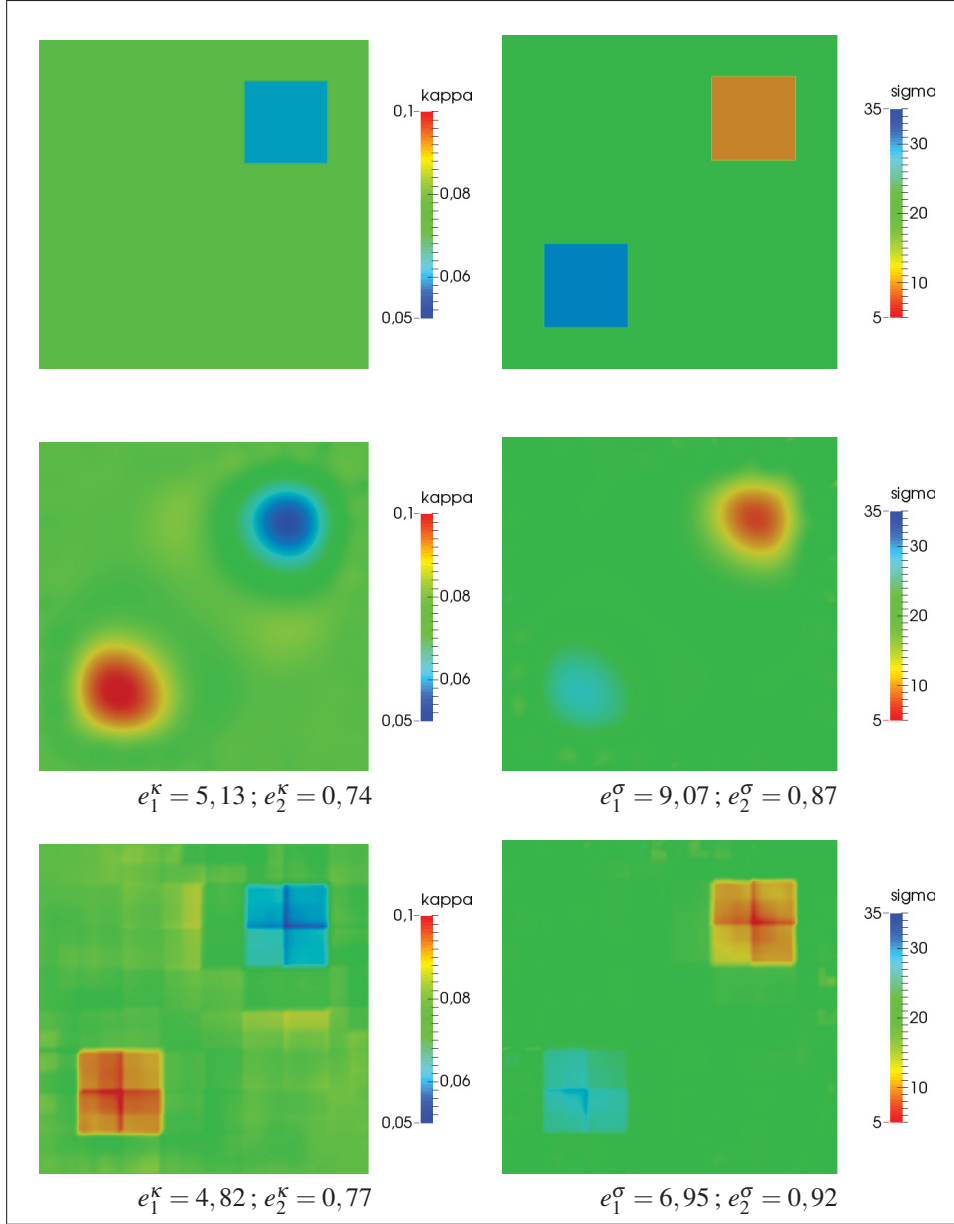 kappa
0,1
0,08
0,06
0,05
sigma
35
30
20
10
5
kappa
0,1
0,08
0,06
0,05
sigma
35
30
20
10
5
e₁^κ = 5,13 ; e₂^κ = 0,74
e₁^σ = 9,07 ; e₂^σ = 0,87
kappa
0,1
0,08
0,06
0,05
sigma
35
30
20
10
5
e₁^κ = 4,82 ; e₂^κ = 0,77
e₁^σ = 6,95 ; e₂^σ = 0,92